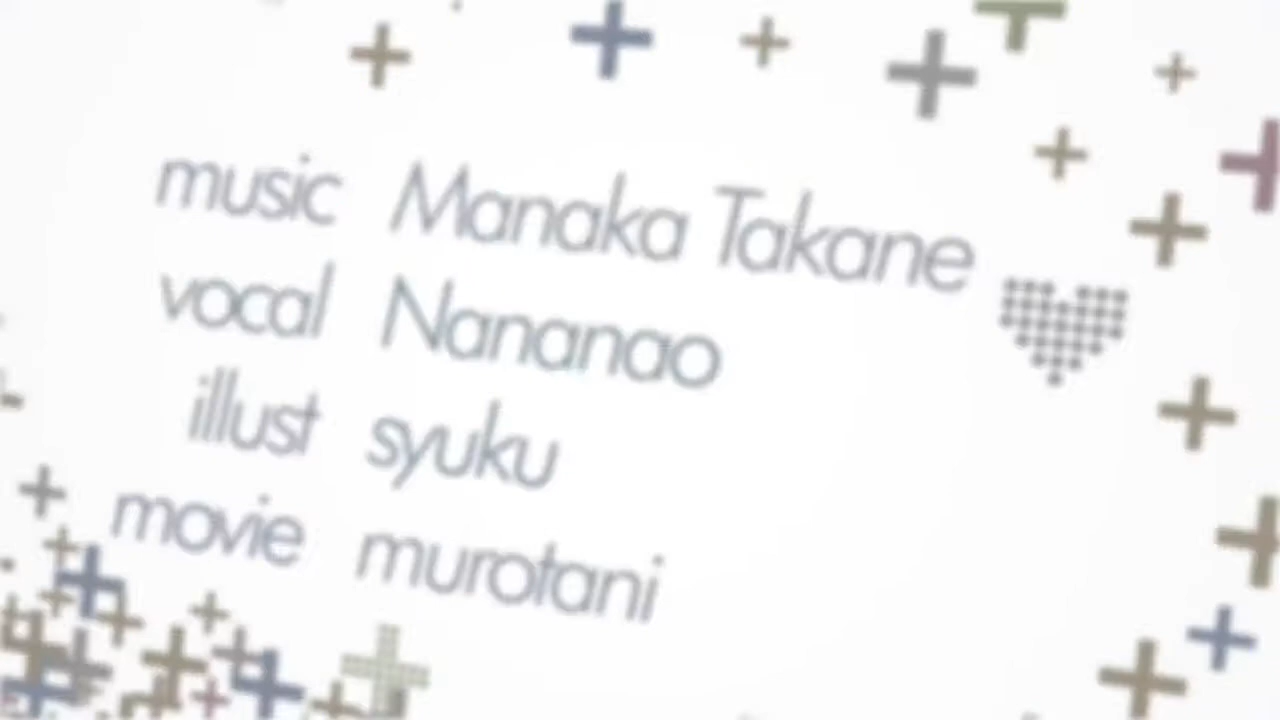 music Manaka Takane
vocal Nananao
illust syuku
movie murotani